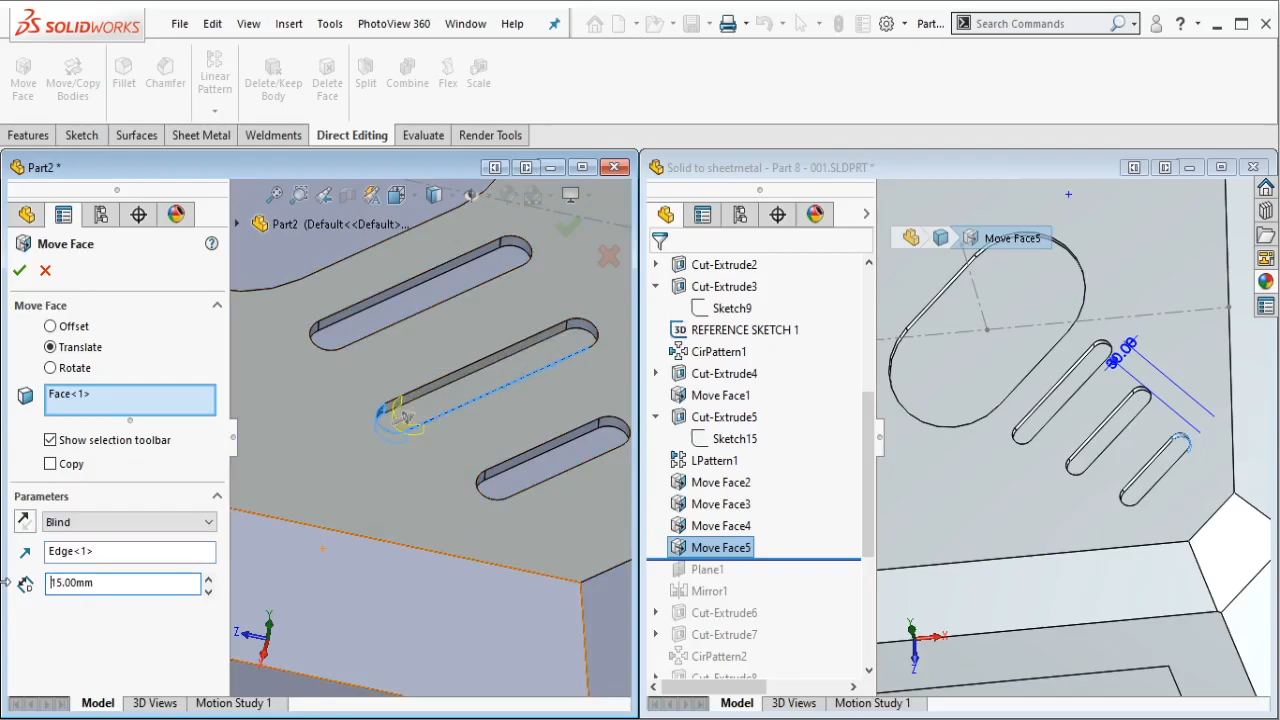 SOLIDWORKS File Edit View Insert Tools PhotoView 360 Window Help Part... Search Commands
Move Face Move/Copy Bodies Fillet Chamfer Linear Pattern Delete/Keep Body Delete Face Split Combine Flex Scale
Features Sketch Surfaces Sheet Metal Weldments Direct Editing Evaluate Render Tools
Part2 *
Part2 (Default<<Default>...
Move Face
Move Face
Offset
Translate
Rotate
Face<1>
Show selection toolbar
Copy
Parameters
Blind
Edge<1>
15.00mm
Y
Z
Model 3D Views Motion Study 1
Solid to sheetmetal - Part 8 - 001.SLDPRT *
Cut-Extrude2
Cut-Extrude3
Sketch9
3D REFERENCE SKETCH 1
CirPattern1
Cut-Extrude4
Move Face1
Cut-Extrude5
Sketch15
LPattern1
Move Face2
Move Face3
Move Face4
Move Face5
Plane1
Mirror1
Cut-Extrude6
Cut-Extrude7
CirPattern2
Move Face5
Y
X
Z
Model 3D Views Motion Study 1